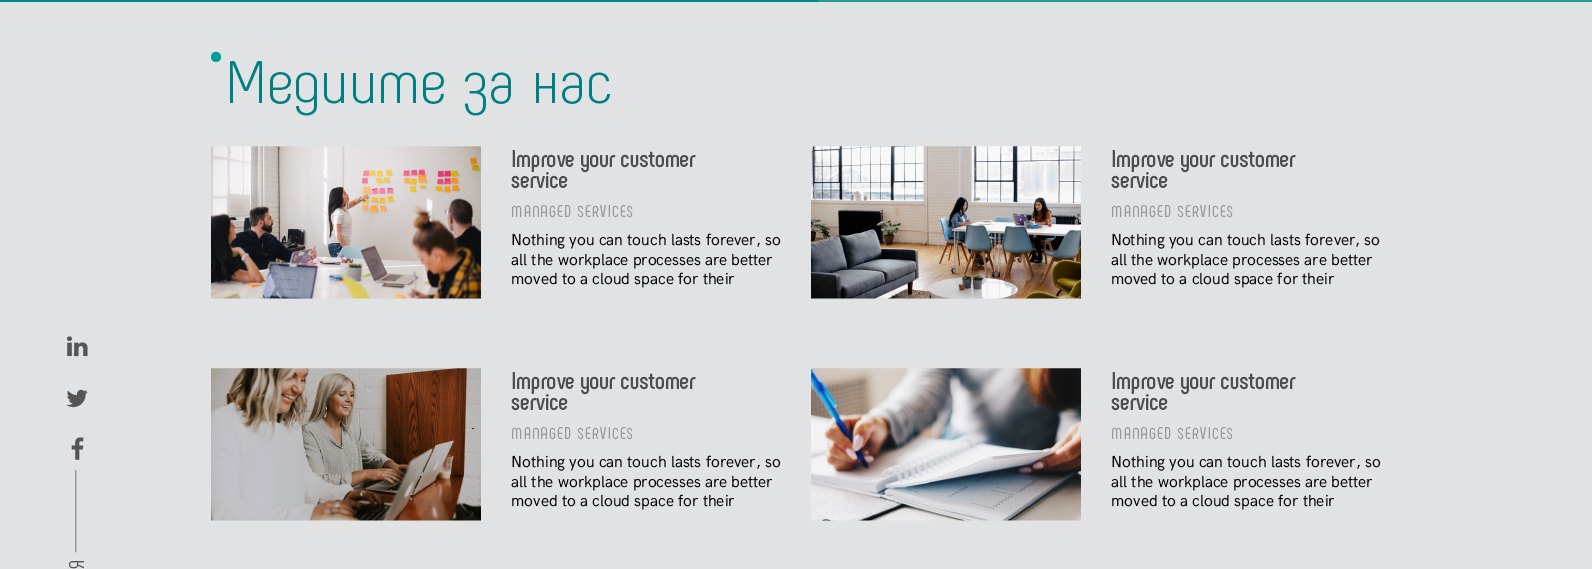 Медиите за нас
Improve your customer
service
MANAGED SERVICES
Nothing you can touch lasts forever, so
all the workplace processes are better
moved to a cloud space for their
Improve your customer
service
MANAGED SERVICES
Nothing you can touch lasts forever, so
all the workplace processes are better
moved to a cloud space for their
Improve your customer
service
MANAGED SERVICES
Nothing you can touch lasts forever, so
all the workplace processes are better
moved to a cloud space for their
Improve your customer
service
MANAGED SERVICES
Nothing you can touch lasts forever, so
all the workplace processes are better
moved to a cloud space for their
in